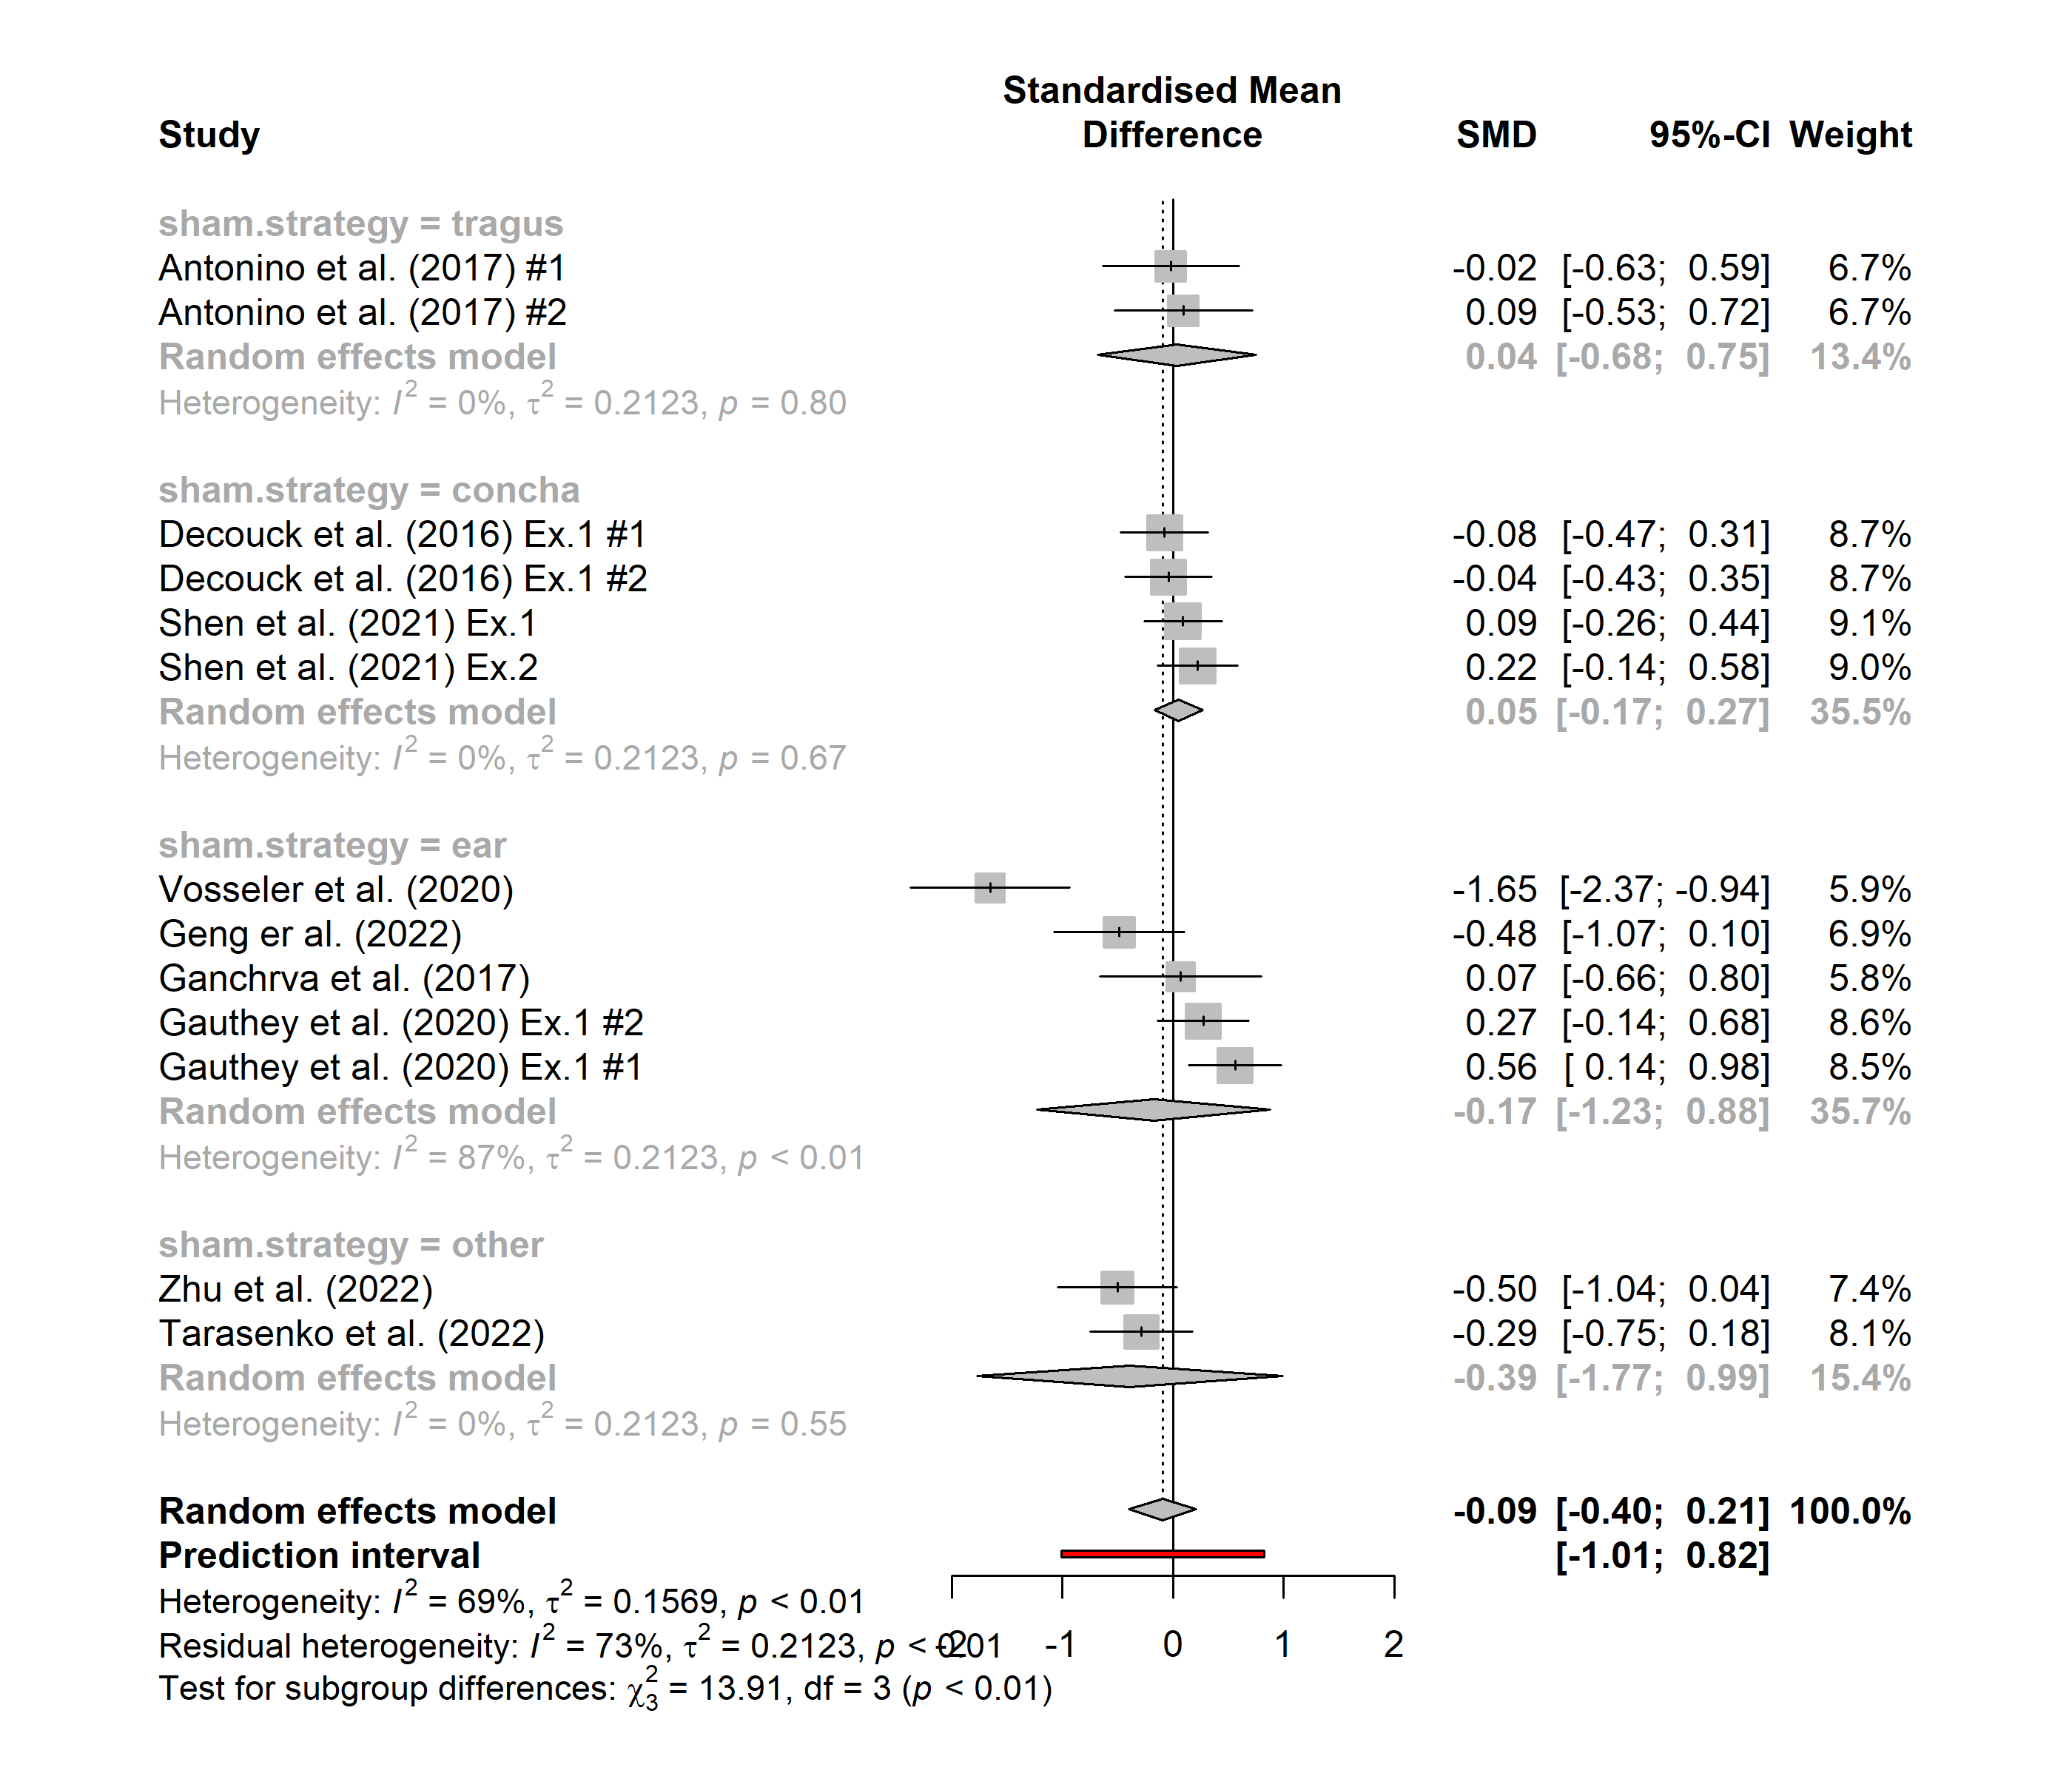 Standardised Mean
Study Difference SMD 95%-CI Weight
sham.strategy = tragus
Antonino et al. (2017) #1 -0.02 [-0.63; 0.59] 6.7%
Antonino et al. (2017) #2 0.09 [-0.53; 0.72] 6.7%
Random effects model 0.04 [-0.68; 0.75] 13.4%
Heterogeneity: I² = 0%, τ² = 0.2123, p = 0.80
sham.strategy = concha
Decouck et al. (2016) Ex.1 #1 -0.08 [-0.47; 0.31] 8.7%
Decouck et al. (2016) Ex.1 #2 -0.04 [-0.43; 0.35] 8.7%
Shen et al. (2021) Ex.1 0.09 [-0.26; 0.44] 9.1%
Shen et al. (2021) Ex.2 0.22 [-0.14; 0.58] 9.0%
Random effects model 0.05 [-0.17; 0.27] 35.5%
Heterogeneity: I² = 0%, τ² = 0.2123, p = 0.67
sham.strategy = ear
Vosseler et al. (2020) -1.65 [-2.37; -0.94] 5.9%
Geng er al. (2022) -0.48 [-1.07; 0.10] 6.9%
Ganchrva et al. (2017) 0.07 [-0.66; 0.80] 5.8%
Gauthey et al. (2020) Ex.1 #2 0.27 [-0.14; 0.68] 8.6%
Gauthey et al. (2020) Ex.1 #1 0.56 [ 0.14; 0.98] 8.5%
Random effects model -0.17 [-1.23; 0.88] 35.7%
Heterogeneity: I² = 87%, τ² = 0.2123, p < 0.01
sham.strategy = other
Zhu et al. (2022) -0.50 [-1.04; 0.04] 7.4%
Tarasenko et al. (2022) -0.29 [-0.75; 0.18] 8.1%
Random effects model -0.39 [-1.77; 0.99] 15.4%
Heterogeneity: I² = 0%, τ² = 0.2123, p = 0.55
Random effects model -0.09 [-0.40; 0.21] 100.0%
Prediction interval [-1.01; 0.82]
Heterogeneity: I² = 69%, τ² = 0.1569, p < 0.01
Residual heterogeneity: I² = 73%, τ² = 0.2123, p < 0.01 -2 -1 0 1 2
Test for subgroup differences: χ²₃ = 13.91, df = 3 (p < 0.01)